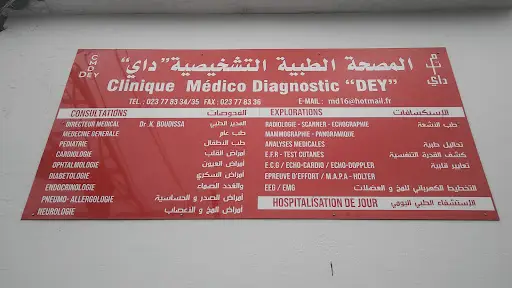 C
M
D
DEY
المصحة الطبية التشخيصية "داي"
داي
Clinique Médico Diagnostic "DEY"
TEL.: 023 77 83 34/35 FAX : 023 77 83 36 E-MAIL: md16@hotmail.fr
CONSULTATIONS الفحوصات
DIRECTEUR MÉDICAL Dr. K. BOUDISSA المدير الطبي
MEDECINE GENERALE طب عام
PEDIATRIE طب الاطفال
CARDIOLOGIE أمراض القلب
OPHTALMOLOGIE أمراض العيون
DIABETOLOGIE أمراض السكري
ENDOCRINOLOGIE والغدد الصماء
PNEUMO- ALLERGOLOGIE أمراض الصدر و الحساسية
NEUROLOGIE أمراض المخ و الأعصاب
EXPLORATIONS الإستكشافات
RADIOLOGIE - SCANNER - ECHOGRAPHIE طب الأشعة
MAMMOGRAPHIE - PANORAMIQUE
ANALYSES MEDICALES تحاليل طبية
E.F.R - TEST CUTANES كشف القدرة التنفسية
E.C.G / ECHO-CARDIO / ECHO-DOPPLER تعابير قلبية
EPREUVE D'EFFORT / M.A.P.A - HOLTER
EEG / EMG التخطيط الكهربائي للمخ و العضلات
HOSPITALISATION DE JOUR الإستشفاء الطبي اليومي